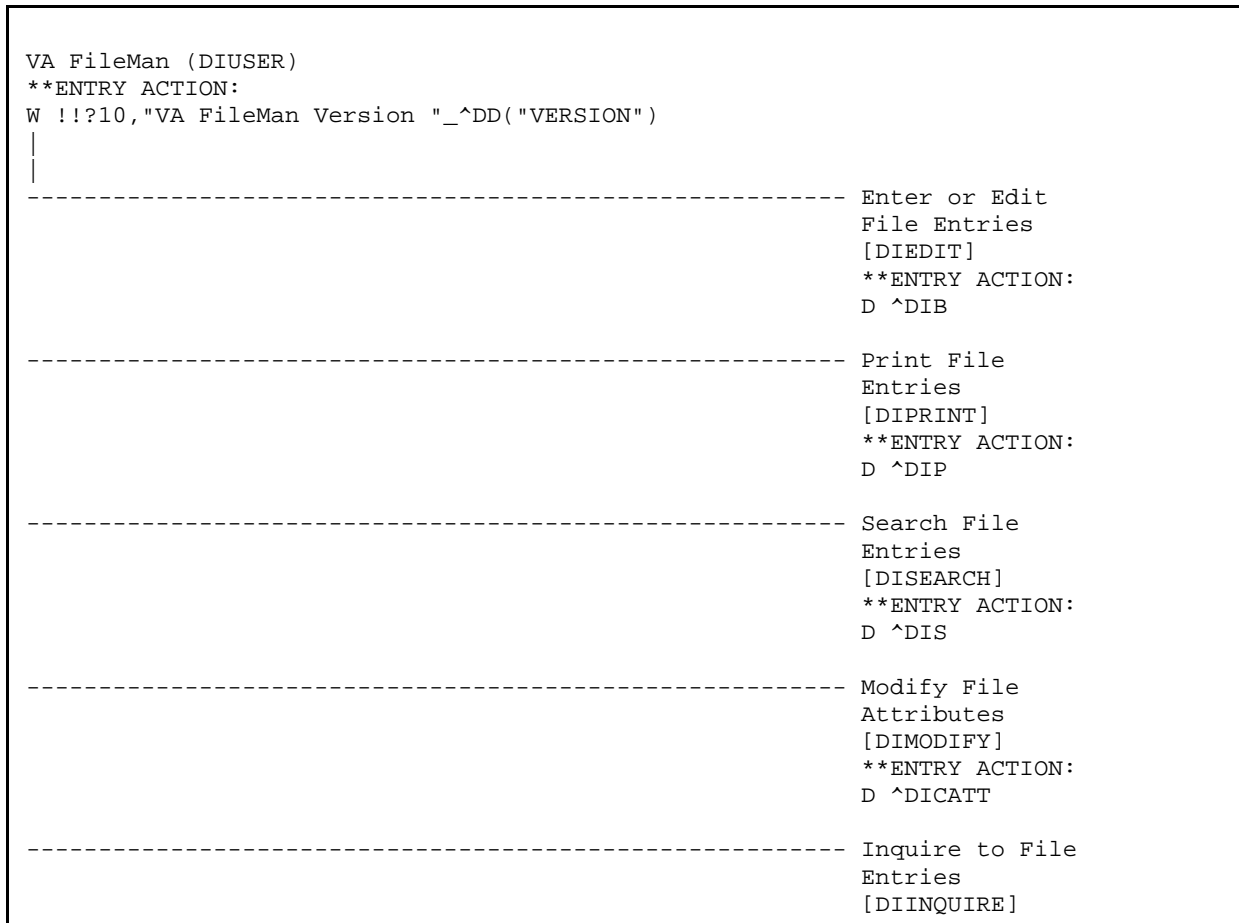 VA FileMan (DIUSER)
**ENTRY ACTION:
W !!?10,"VA FileMan Version "_^DD("VERSION")
|
|
--------------------------------------------------------- Enter or Edit
File Entries
[DIEDIT]
**ENTRY ACTION:
D ^DIB
--------------------------------------------------------- Print File
Entries
[DIPRINT]
**ENTRY ACTION:
D ^DIP
--------------------------------------------------------- Search File
Entries
[DISEARCH]
**ENTRY ACTION:
D ^DIS
--------------------------------------------------------- Modify File
Attributes
[DIMODIFY]
**ENTRY ACTION:
D ^DICATT
--------------------------------------------------------- Inquire to File
Entries
[DIINQUIRE]